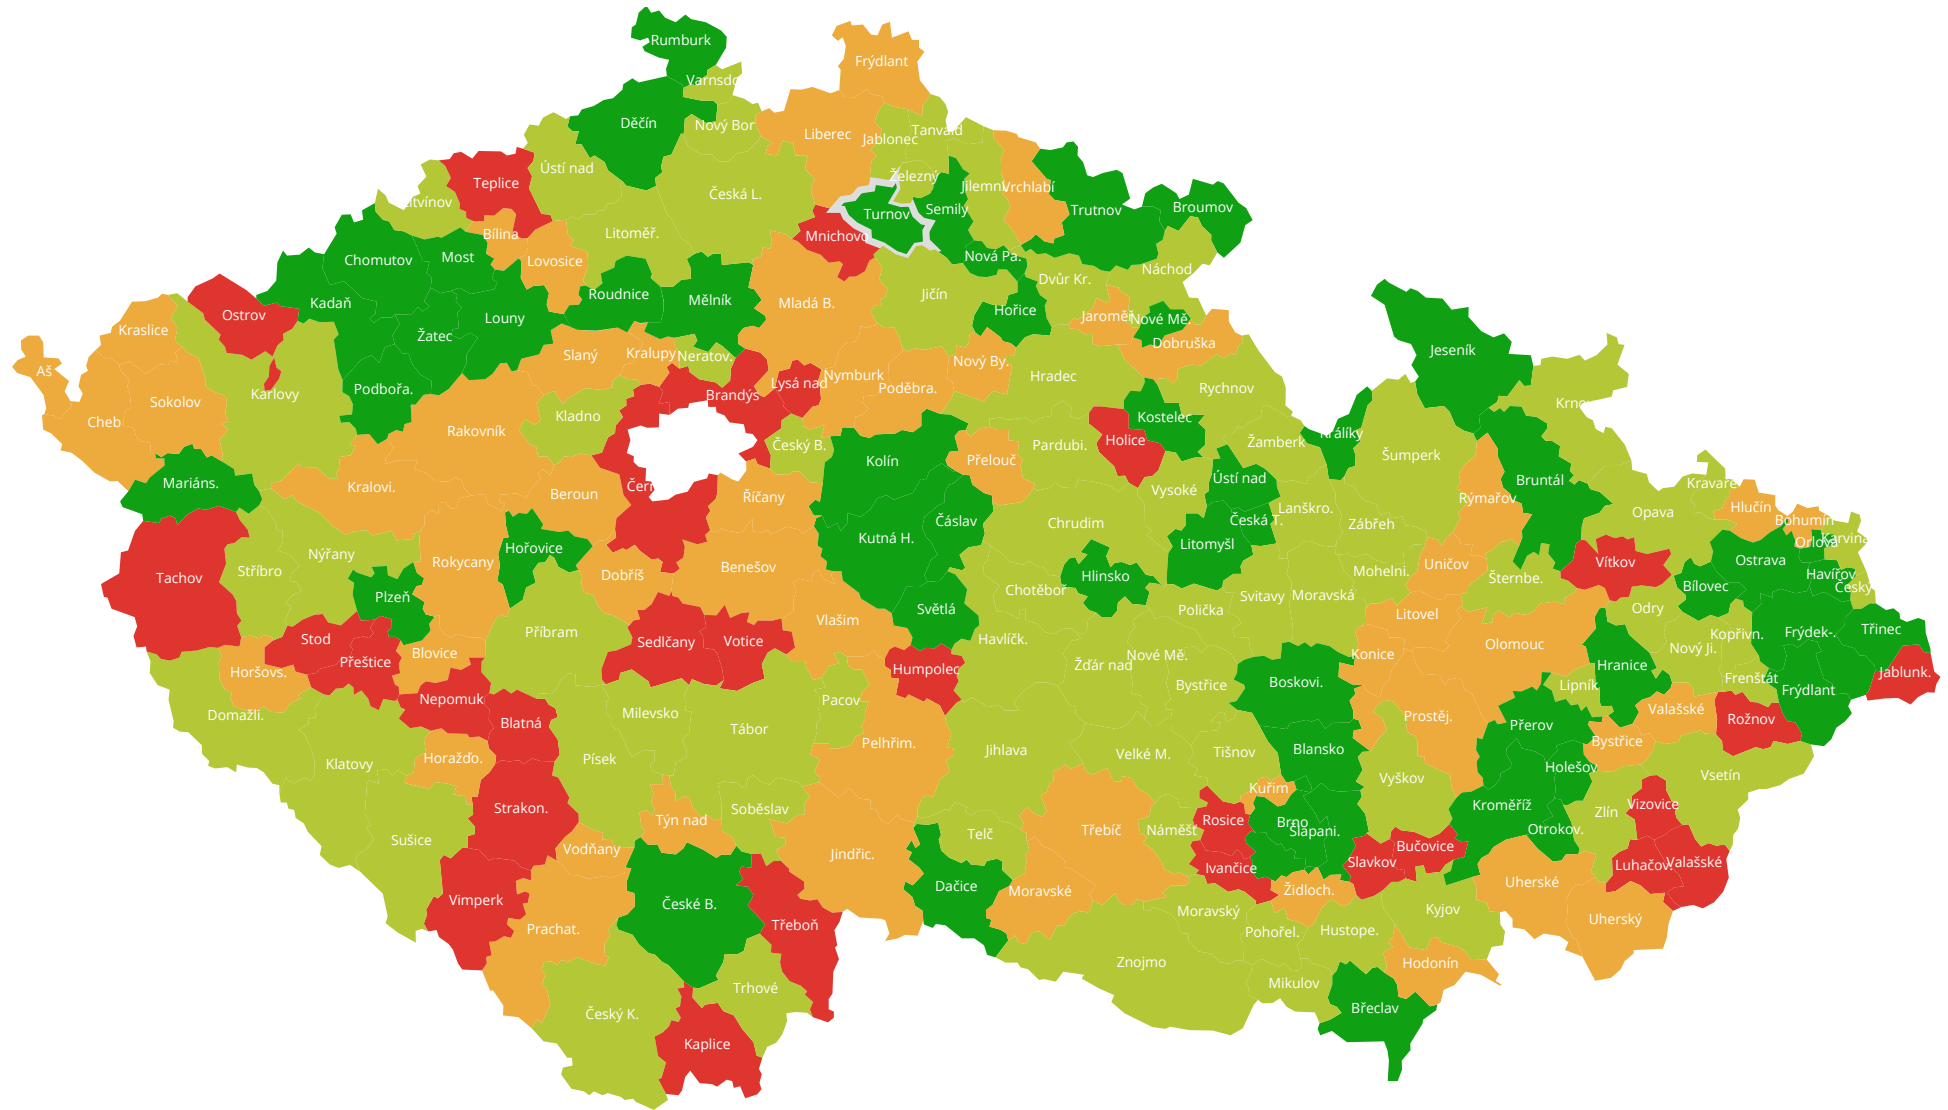 Rumburk
Frýdlant
Varnsdo
Děčín
Nový Bor
Liberec
Tanvald
Jablonec
Ústí nad
Teplice
Železný
Jilemni
Vrchlabí
Česká L.
Litvínov
Turnov
Semily
Trutnov
Broumov
Bílina
Litoměř.
Mnichovo
Most
Chomutov
Lovosice
Nová Pa.
Náchod
Dvůr Kr.
Roudnice
Mělník
Jičín
Kadaň
Mladá B.
Hořice
Ostrov
Louny
Jaroměř
Nové Mě.
Kraslice
Žatec
Dobruška
Jeseník
Slaný
Kralupy
Neratov.
Nový By.
Aš
Nymburk
Hradec
Lysá nad
Poděbra.
Rychnov
Podbořa.
Karlovy
Brandýs
Sokolov
Krno
Kladno
Kostelec
Cheb
Rakovník
Králíky
Holice
Žamberk
Český B.
Pardubi.
Šumperk
Kolín
Přelouč
Ústí nad
Bruntál
Mariáns.
Kralovi.
Čern
Kravaře
Beroun
Říčany
Vysoké
Rýmařov
Lanškro.
Hlučín
Opava
Čáslav
Chrudim
Česká T.
Zábřeh
Bohumín
Kutná H.
Litomyšl
Orlová
Karviná
Hořovice
Nýřany
Rokycany
Vítkov
Ostrava
Benešov
Uničov
Stříbro
Mohelni.
Dobříš
Hlinsko
Havířov
Tachov
Šternbe.
Bílovec
Český
Chotěboř
Plzeň
Svitavy
Moravská
Světlá
Polička
Odry
Litovel
Vlašim
Třinec
Příbram
Frýdek-.
Kopřivn.
Stod
Havlíčk.
Sedlčany
Votice
Olomouc
Nový Ji.
Blovice
Konice
Nové Mě.
Přeštice
Žďár nad
Hranice
Humpolec
Horšovs.
Jablunk.
Frenštát
Boskovi.
Bystřice
Lipník
Frýdlant
Nepomuk
Pacov
Valašské
Milevsko
Domažli.
Prostěj.
Rožnov
Blatná
Přerov
Tábor
Pelhřim.
Bystřice
Jihlava
Blansko
Tišnov
Velké M.
Horažďo.
Písek
Klatovy
Holešov
Vsetín
Vyškov
Kuřim
Vizovice
Kroměříž
Strakon.
Soběslav
Zlín
Týn nad
Rosice
Brno
Třebíč
Náměšť
Šlapani.
Otrokov.
Telč
Sušice
Bučovice
Vodňany
Jindřic.
Slavkov
Valašské
Luhačov.
Ivančice
Uherské
Dačice
Moravské
Židloch.
Vimperk
České B.
Kyjov
Moravský
Uherský
Třeboň
Prachat.
Hustope.
Pohořel.
Znojmo
Hodonín
Mikulov
Trhové
Břeclav
Český K.
Kaplice